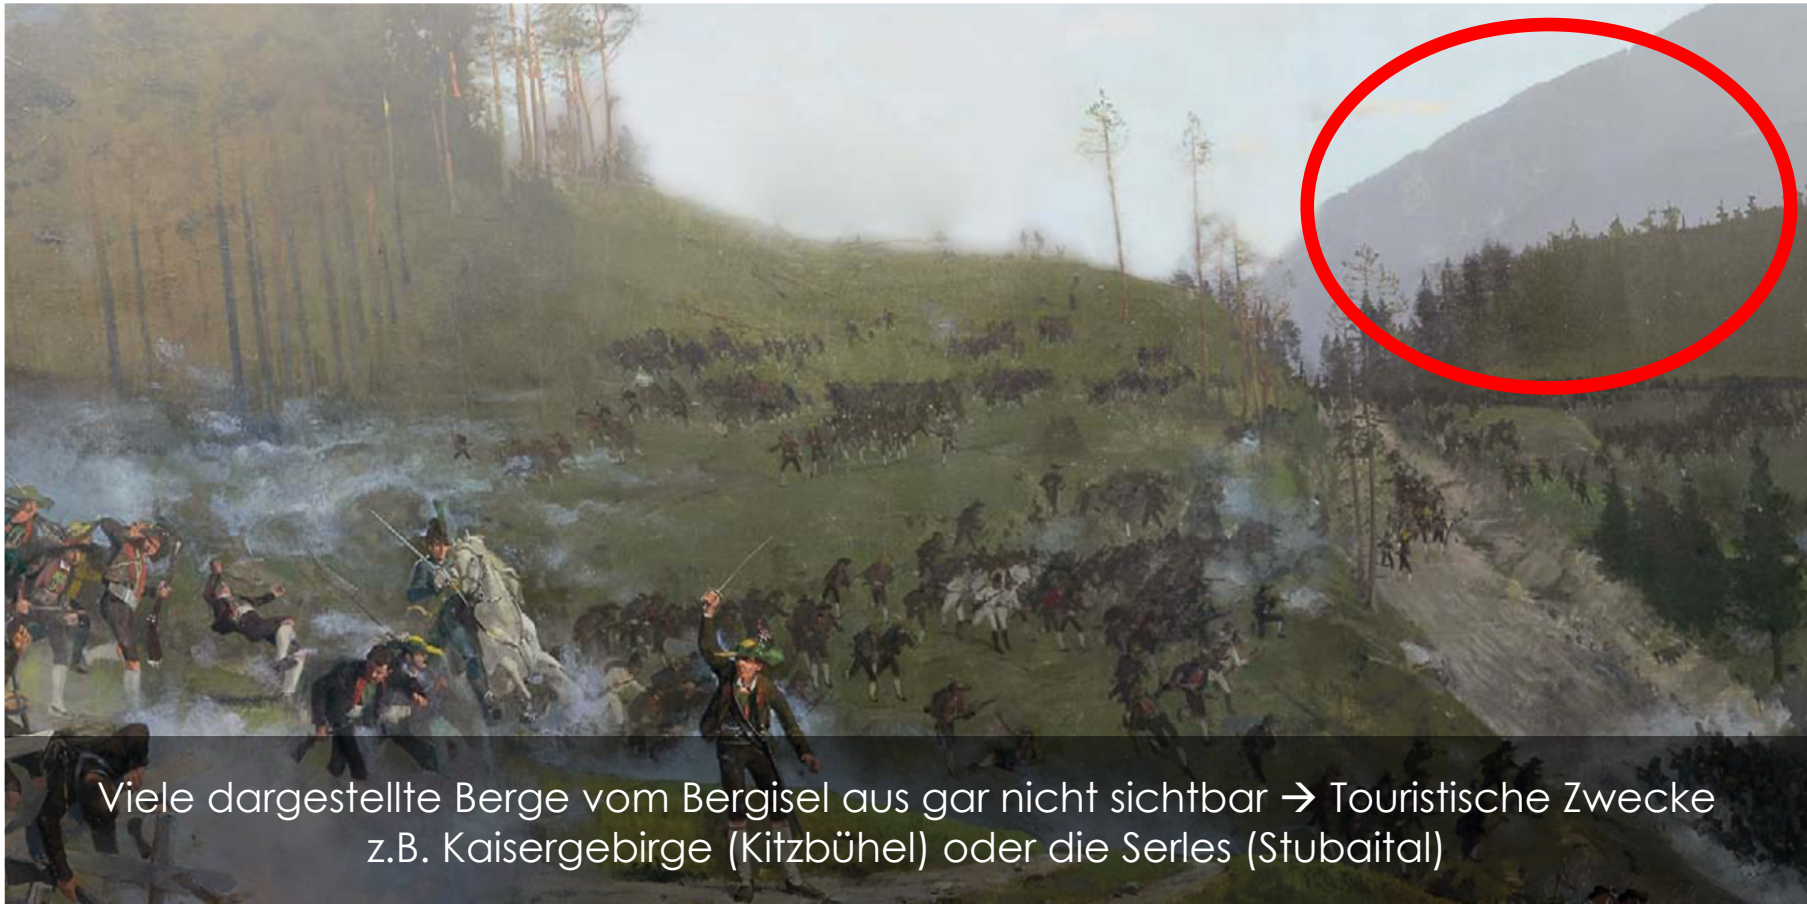 Viele dargestellte Berge vom Bergisel aus gar nicht sichtbar → Touristische Zwecke
z.B. Kaisergebirge (Kitzbühel) oder die Serles (Stubaital)